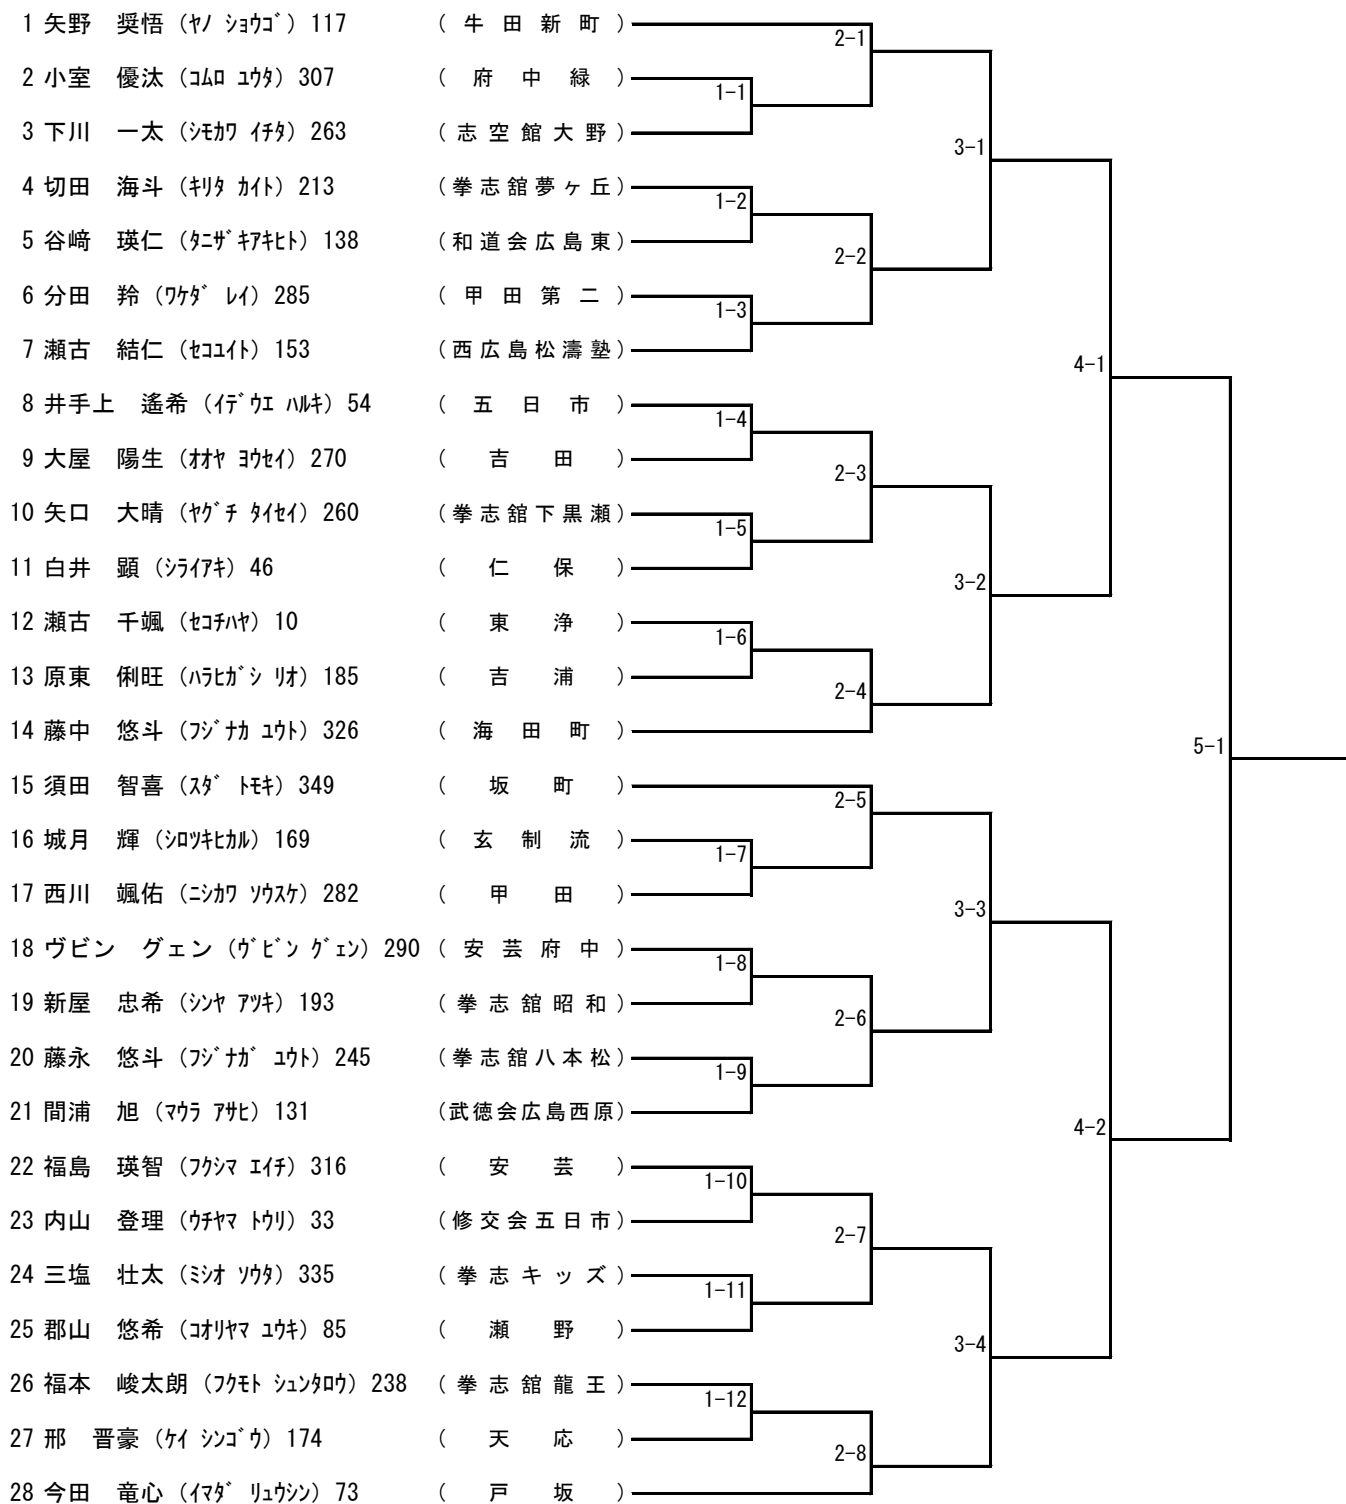 1 矢野　奨悟 (ﾔﾉ ｼｮｳｺﾞ) 117 (牛田新町)
2-1
2 小室　優汰 (ｺﾑﾛ ﾕｳﾀ) 307 (府中緑)
1-1
3 下川　一太 (ｼﾓｶﾜ ｲﾁﾀ) 263 (志空館大野)
3-1
4 切田　海斗 (ｷﾘﾀ ｶｲﾄ) 213 (拳志舘夢ヶ丘)
1-2
5 谷﨑　瑛仁 (ﾀﾆｻﾞｷｱｷﾋﾄ) 138 (和道会広島東)
2-2
6 分田　羚 (ﾜｹﾀﾞ ﾚｲ) 285 (甲田第二)
1-3
7 瀬古　結仁 (ｾｺﾕｲﾄ) 153 (西広島松濤塾)
4-1
8 井手上　遙希 (ｲﾃﾞｳｴ ﾊﾙｷ) 54 (五日市)
1-4
9 大屋　陽生 (ｵｵﾔ ﾖｳｾｲ) 270 (吉田)
2-3
10 矢口　大晴 (ﾔｸﾞﾁ ﾀｲｾｲ) 260 (拳志舘下黒瀬)
1-5
11 白井　顕 (ｼﾗｲｱｷ) 46 (仁保)
3-2
12 瀬古　千颯 (ｾｺﾁﾊﾔ) 10 (東浄)
1-6
13 原東　俐旺 (ﾊﾗﾋｶﾞｼ ﾘｵ) 185 (吉浦)
2-4
14 藤中　悠斗 (ﾌｼﾞﾅｶ ﾕｳﾄ) 326 (海田町)
5-1
15 須田　智喜 (ｽﾀﾞ ﾄﾓｷ) 349 (坂町)
2-5
16 城月　輝 (ｼﾛﾂｷﾋｶﾙ) 169 (玄制流)
1-7
17 西川　颯佑 (ﾆｼｶﾜ ｿｳｽｹ) 282 (甲田)
3-3
18 ヴビン　グェン (ｳﾞﾋﾞﾝ ｸﾞｪﾝ) 290 (安芸府中)
1-8
19 新屋　忠希 (ｼﾝﾔ ｱﾂｷ) 193 (拳志舘昭和)
2-6
20 藤永　悠斗 (ﾌｼﾞﾅｶﾞ ﾕｳﾄ) 245 (拳志舘八本松)
1-9
21 間浦　旭 (ﾏｳﾗ ｱｻﾋ) 131 (武徳会広島西原)
4-2
22 福島　瑛智 (ﾌｸｼﾏ ｴｲﾁ) 316 (安芸)
1-10
23 内山　登理 (ｳﾁﾔﾏ ﾄｳﾘ) 33 (修交会五日市)
2-7
24 三塩　壮太 (ﾐｼｵ ｿｳﾀ) 335 (拳志キッズ)
1-11
25 郡山　悠希 (ｺｵﾘﾔﾏ ﾕｳｷ) 85 (瀬野)
3-4
26 福本　峻太朗 (ﾌｸﾓﾄ ｼｭﾝﾀﾛｳ) 238 (拳志舘龍王)
1-12
27 邢　晋豪 (ｹｲ ｼﾝｺﾞｳ) 174 (天応)
2-8
28 今田　竜心 (ｲﾏﾀﾞ ﾘｭｳｼﾝ) 73 (戸坂)